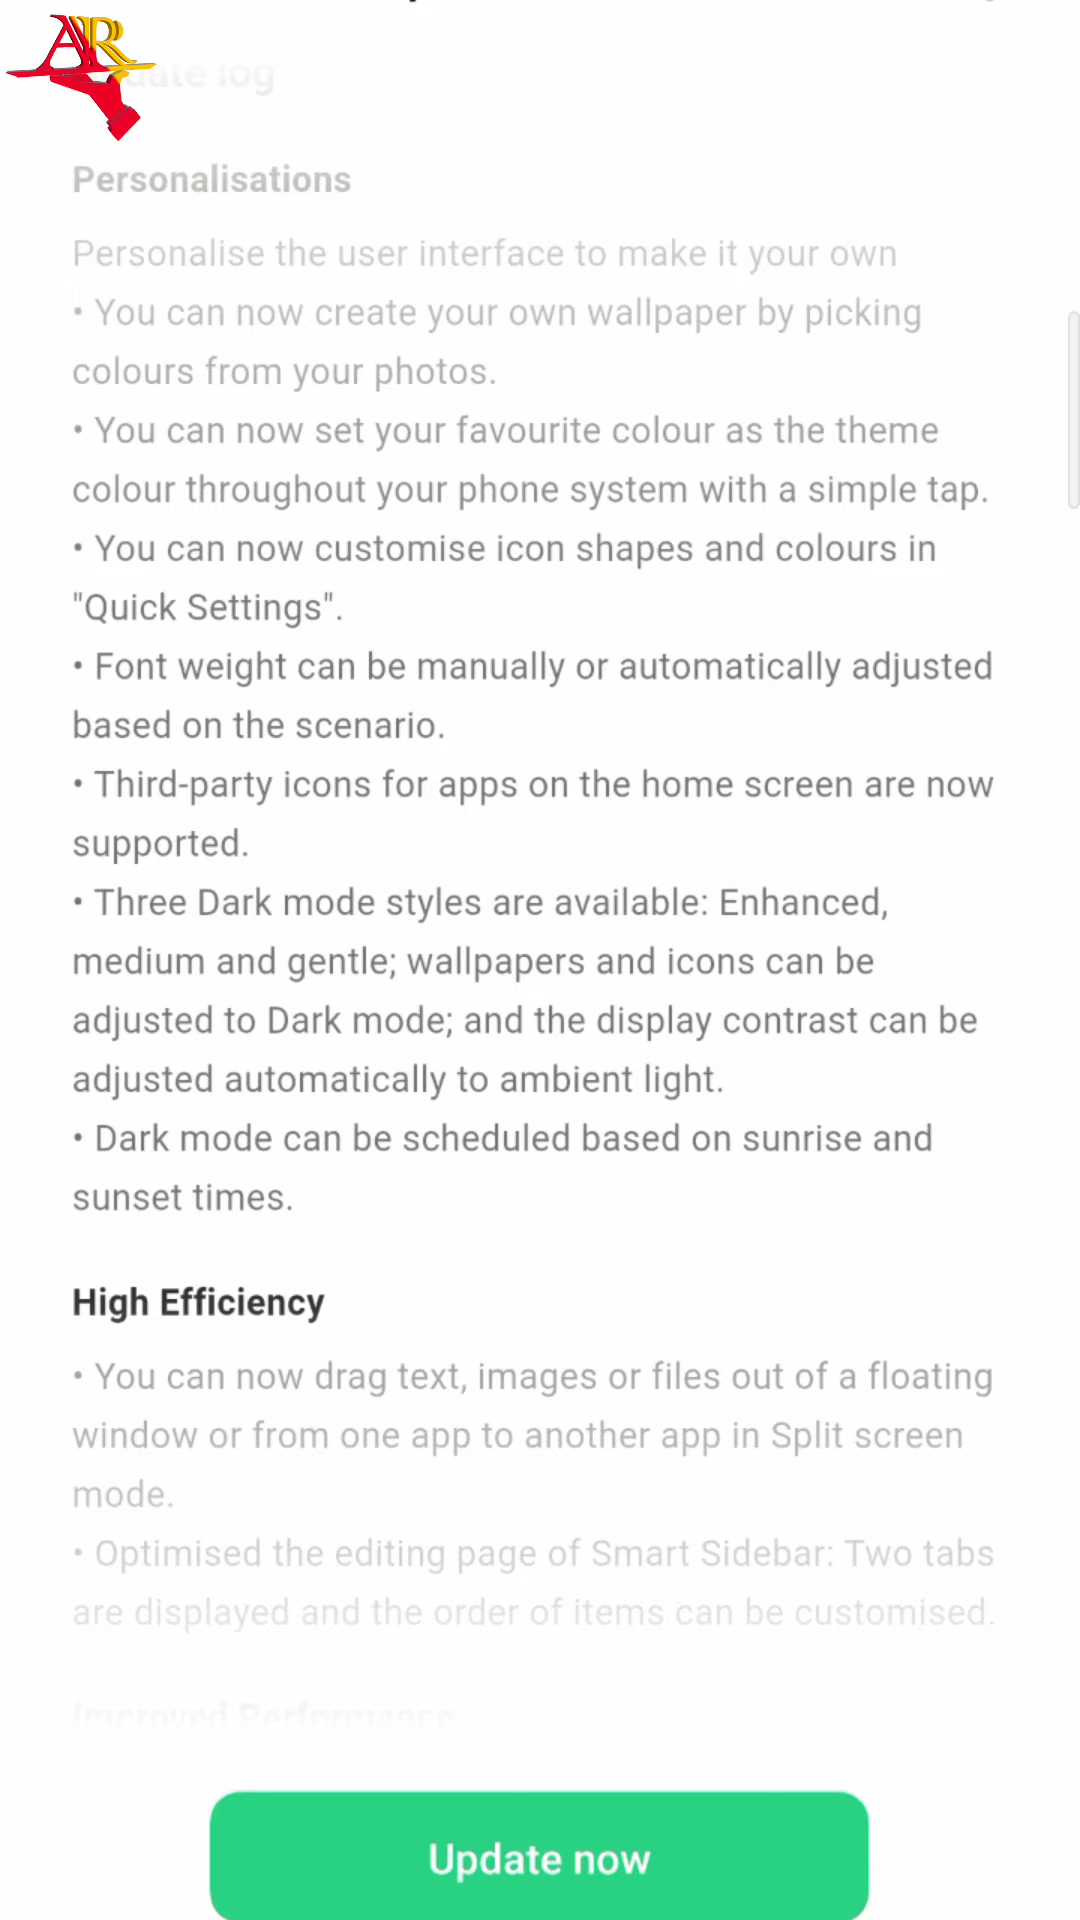 AR
date log
Personalisations
Personalise the user interface to make it your own
• You can now create your own wallpaper by picking
colours from your photos.
• You can now set your favourite colour as the theme
colour throughout your phone system with a simple tap.
• You can now customise icon shapes and colours in
"Quick Settings".
• Font weight can be manually or automatically adjusted
based on the scenario.
• Third-party icons for apps on the home screen are now
supported.
• Three Dark mode styles are available: Enhanced,
medium and gentle; wallpapers and icons can be
adjusted to Dark mode; and the display contrast can be
adjusted automatically to ambient light.
• Dark mode can be scheduled based on sunrise and
sunset times.
High Efficiency
• You can now drag text, images or files out of a floating
window or from one app to another app in Split screen
mode.
• Optimised the editing page of Smart Sidebar: Two tabs
are displayed and the order of items can be customised.
Improved Performance
Update now